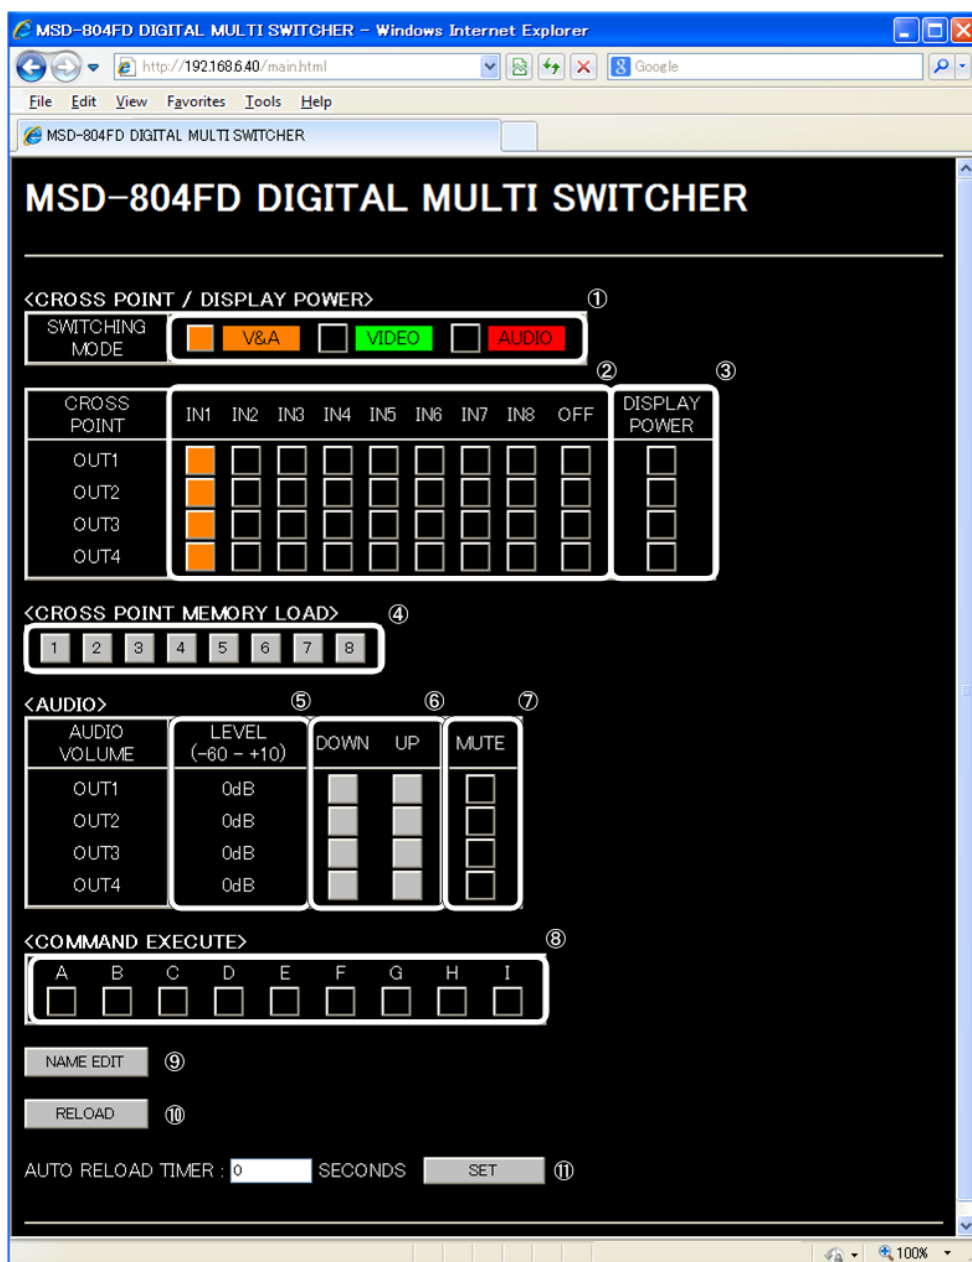 MSD-804FD DIGITAL MULTI SWITCHER - Windows Internet Explorer
http://192.168.6.40/main.html
Google
File Edit View Favorites Tools Help
MSD-804FD DIGITAL MULTI SWITCHER
MSD-804FD DIGITAL MULTI SWITCHER
<CROSS POINT / DISPLAY POWER> ①
SWITCHING MODE V&A VIDEO AUDIO
② ③
CROSS POINT IN1 IN2 IN3 IN4 IN5 IN6 IN7 IN8 OFF DISPLAY POWER
OUT1
OUT2
OUT3
OUT4
<CROSS POINT MEMORY LOAD> ④
1 2 3 4 5 6 7 8
<AUDIO> ⑤ ⑥ ⑦
AUDIO VOLUME LEVEL (-60 - +10) DOWN UP MUTE
OUT1 0dB
OUT2 0dB
OUT3 0dB
OUT4 0dB
<COMMAND EXECUTE> ⑧
A B C D E F G H I
NAME EDIT ⑨
RELOAD ⑩
AUTO RELOAD TIMER : 0 SECONDS SET ⑪
100%